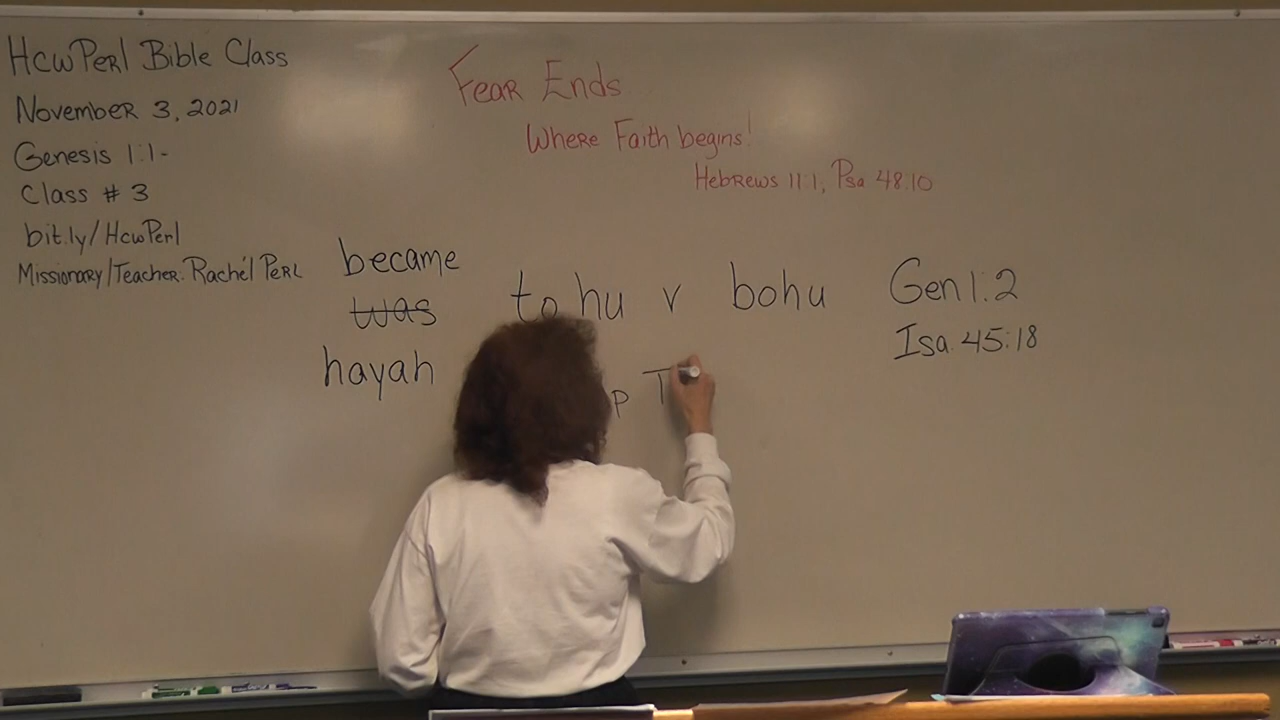 HcwPerl Bible Class
November 3, 2021
Genesis 1:1-
Class # 3
bit.ly/HcwPerl
Missionary/Teacher: Rachél Perl
Fear Ends
Where Faith begins!
Hebrews 11:1, Psa 48:10
became
was tohu v bohu Gen 1:2
Isa. 45:18
hayah
P T